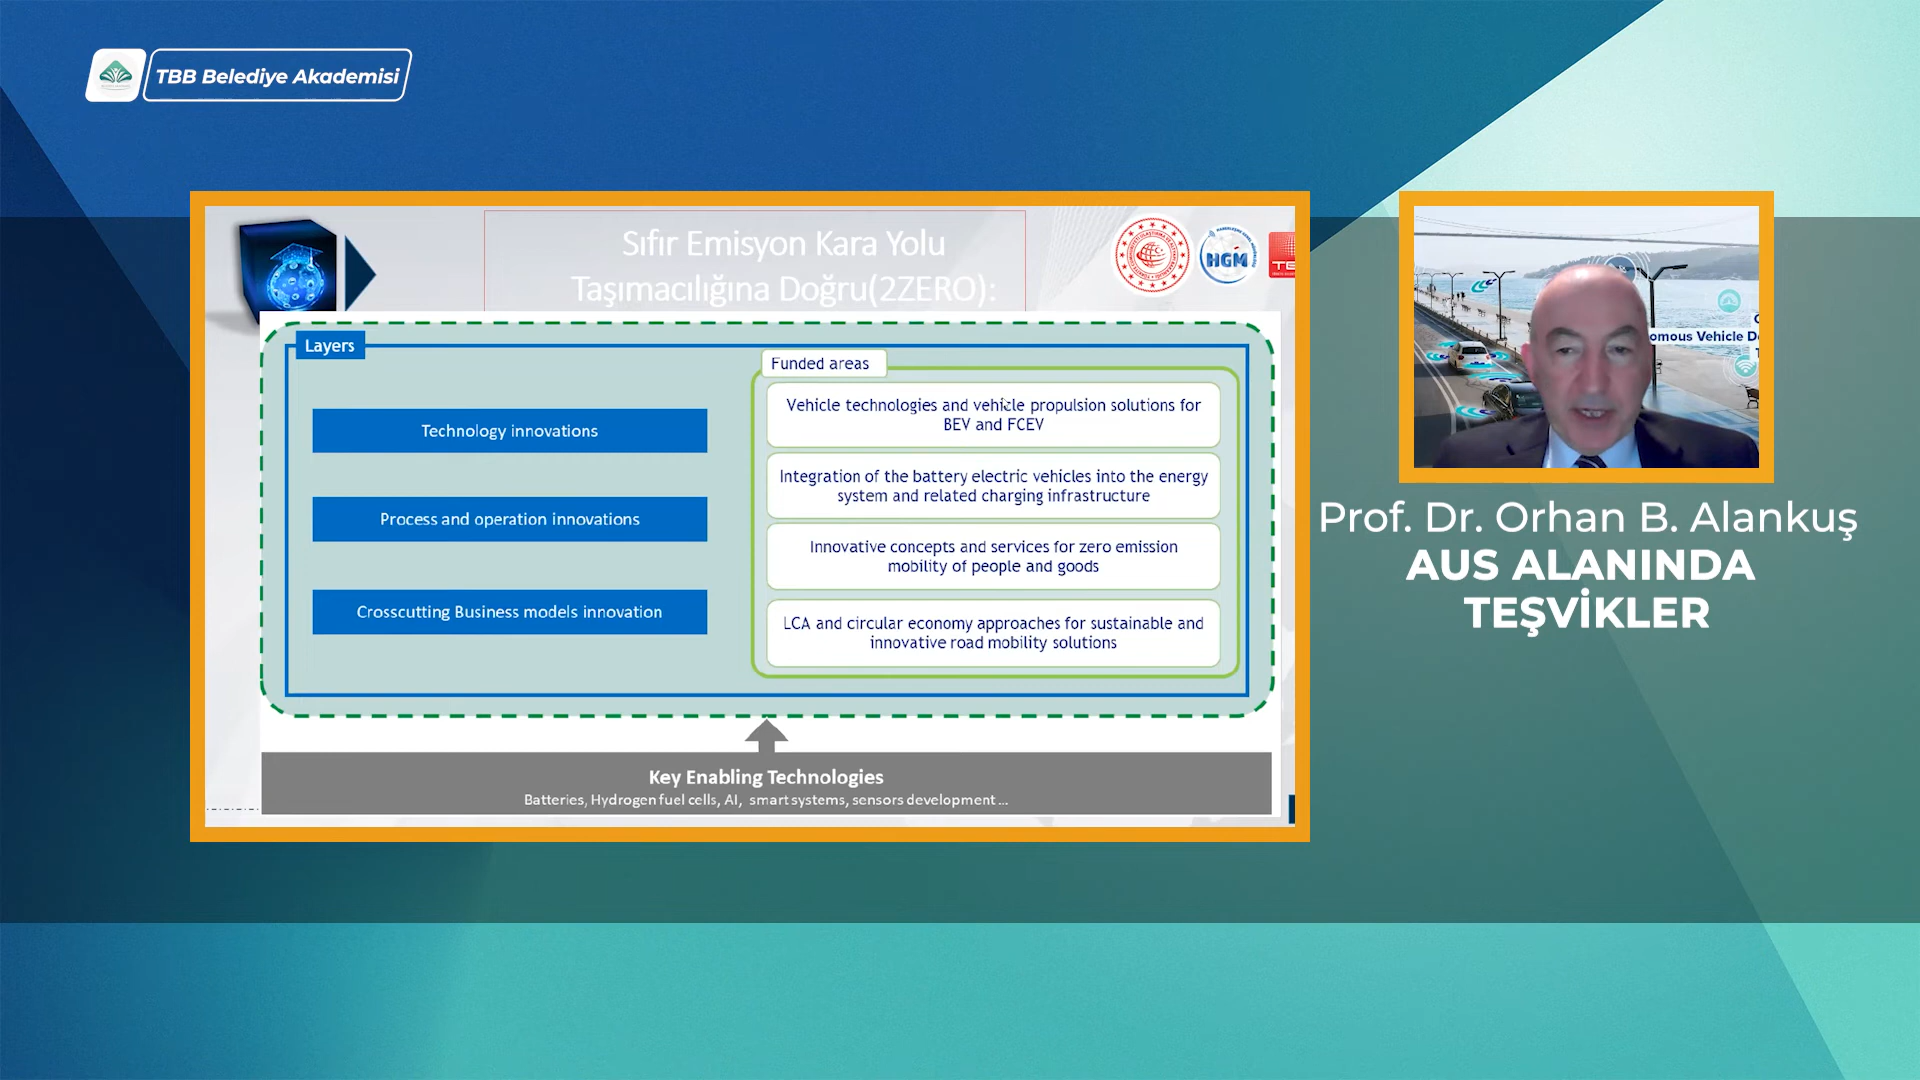 TBB Belediye Akademisi
Sıfır Emisyon Kara Yolu
Taşımacılığına Doğru(2ZERO):
HGM
Layers
Technology innovations
Process and operation innovations
Crosscutting Business models innovation
Funded areas
Vehicle technologies and vehicle propulsion solutions for
BEV and FCEV
Integration of the battery electric vehicles into the energy
system and related charging infrastructure
Innovative concepts and services for zero emission
mobility of people and goods
LCA and circular economy approaches for sustainable and
innovative road mobility solutions
Key Enabling Technologies
Batteries, Hydrogen fuel cells, AI, smart systems, sensors development ...
omous Vehicle D
Prof. Dr. Orhan B. Alankuş
AUS ALANINDA
TEŞVİKLER